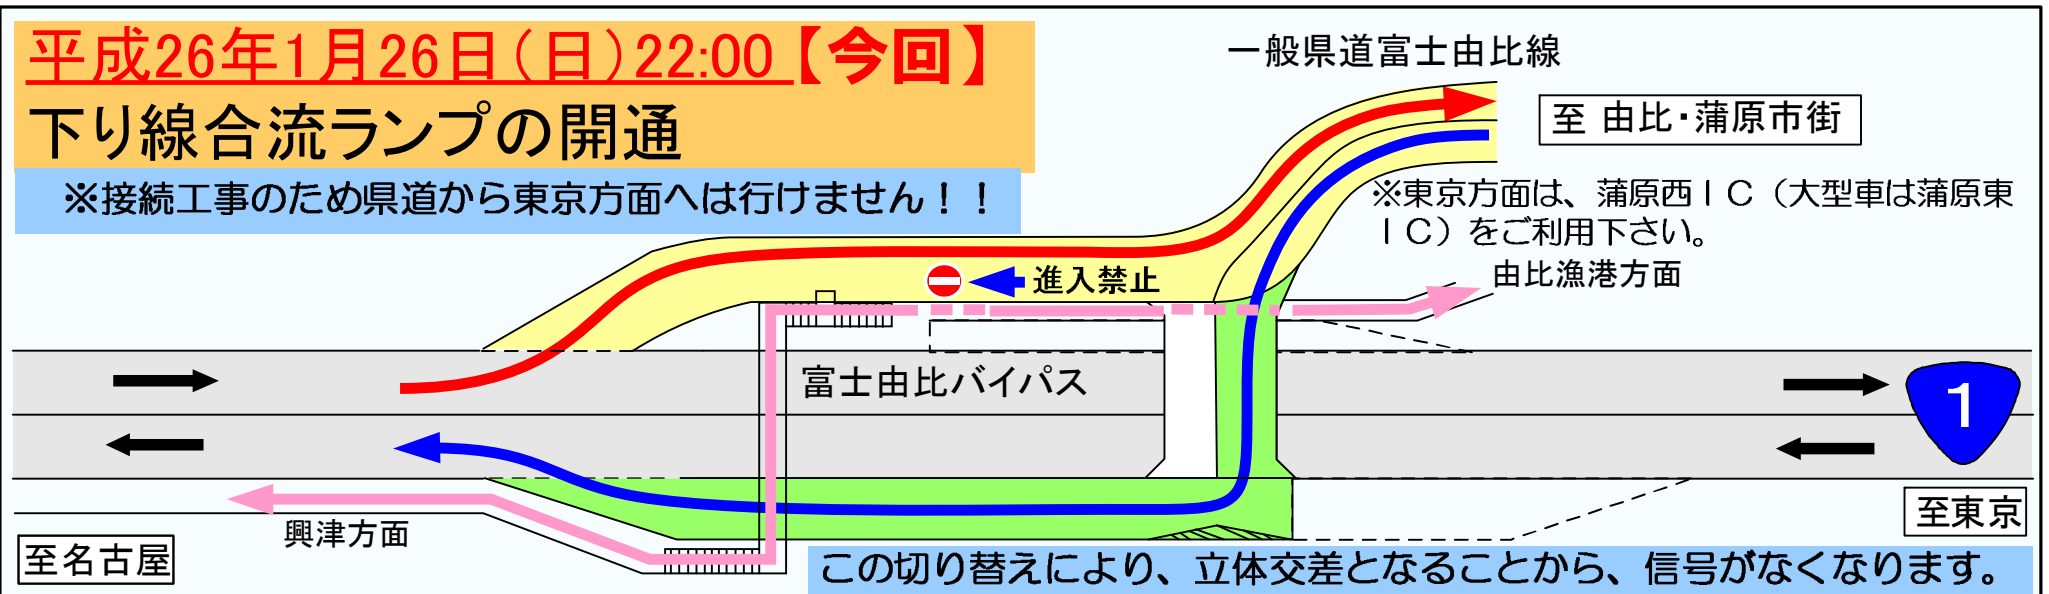 平成26年1月26日(日)22:00【今回】
下り線合流ランプの開通
※接続工事のため県道から東京方面へは行けません!!
一般県道富士由比線
至 由比・蒲原市街
※東京方面は、蒲原西IC(大型車は蒲原東
IC)をご利用下さい。
由比漁港方面
進入禁止
富士由比バイパス
1
興津方面
至名古屋
至東京
この切り替えにより、立体交差となることから、信号がなくなります。